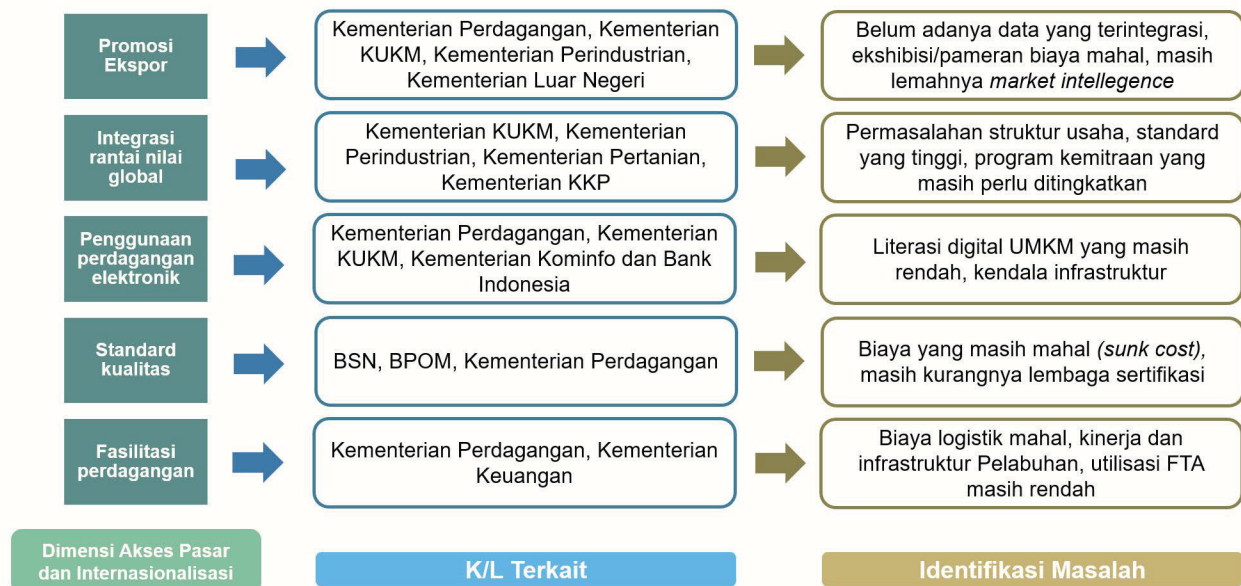 Promosi
Ekspor
Kementerian Perdagangan, Kementerian
KUKM, Kementerian Perindustrian,
Kementerian Luar Negeri
Belum adanya data yang terintegrasi,
ekshibisi/pameran biaya mahal, masih
lemahnya market intellegence
Integrasi
rantai nilai
global
Kementerian KUKM, Kementerian
Perindustrian, Kementerian Pertanian,
Kementerian KKP
Permasalahan struktur usaha, standard
yang tinggi, program kemitraan yang
masih perlu ditingkatkan
Penggunaan
perdagangan
elektronik
Kementerian Perdagangan, Kementerian
KUKM, Kementerian Kominfo dan Bank
Indonesia
Literasi digital UMKM yang masih
rendah, kendala infrastruktur
Standard
kualitas
BSN, BPOM, Kementerian Perdagangan
Biaya yang masih mahal (sunk cost),
masih kurangnya lembaga sertifikasi
Fasilitasi
perdagangan
Kementerian Perdagangan, Kementerian
Keuangan
Biaya logistik mahal, kinerja dan
infrastruktur Pelabuhan, utilisasi FTA
masih rendah
Dimensi Akses Pasar
dan Internasionalisasi
K/L Terkait
Identifikasi Masalah